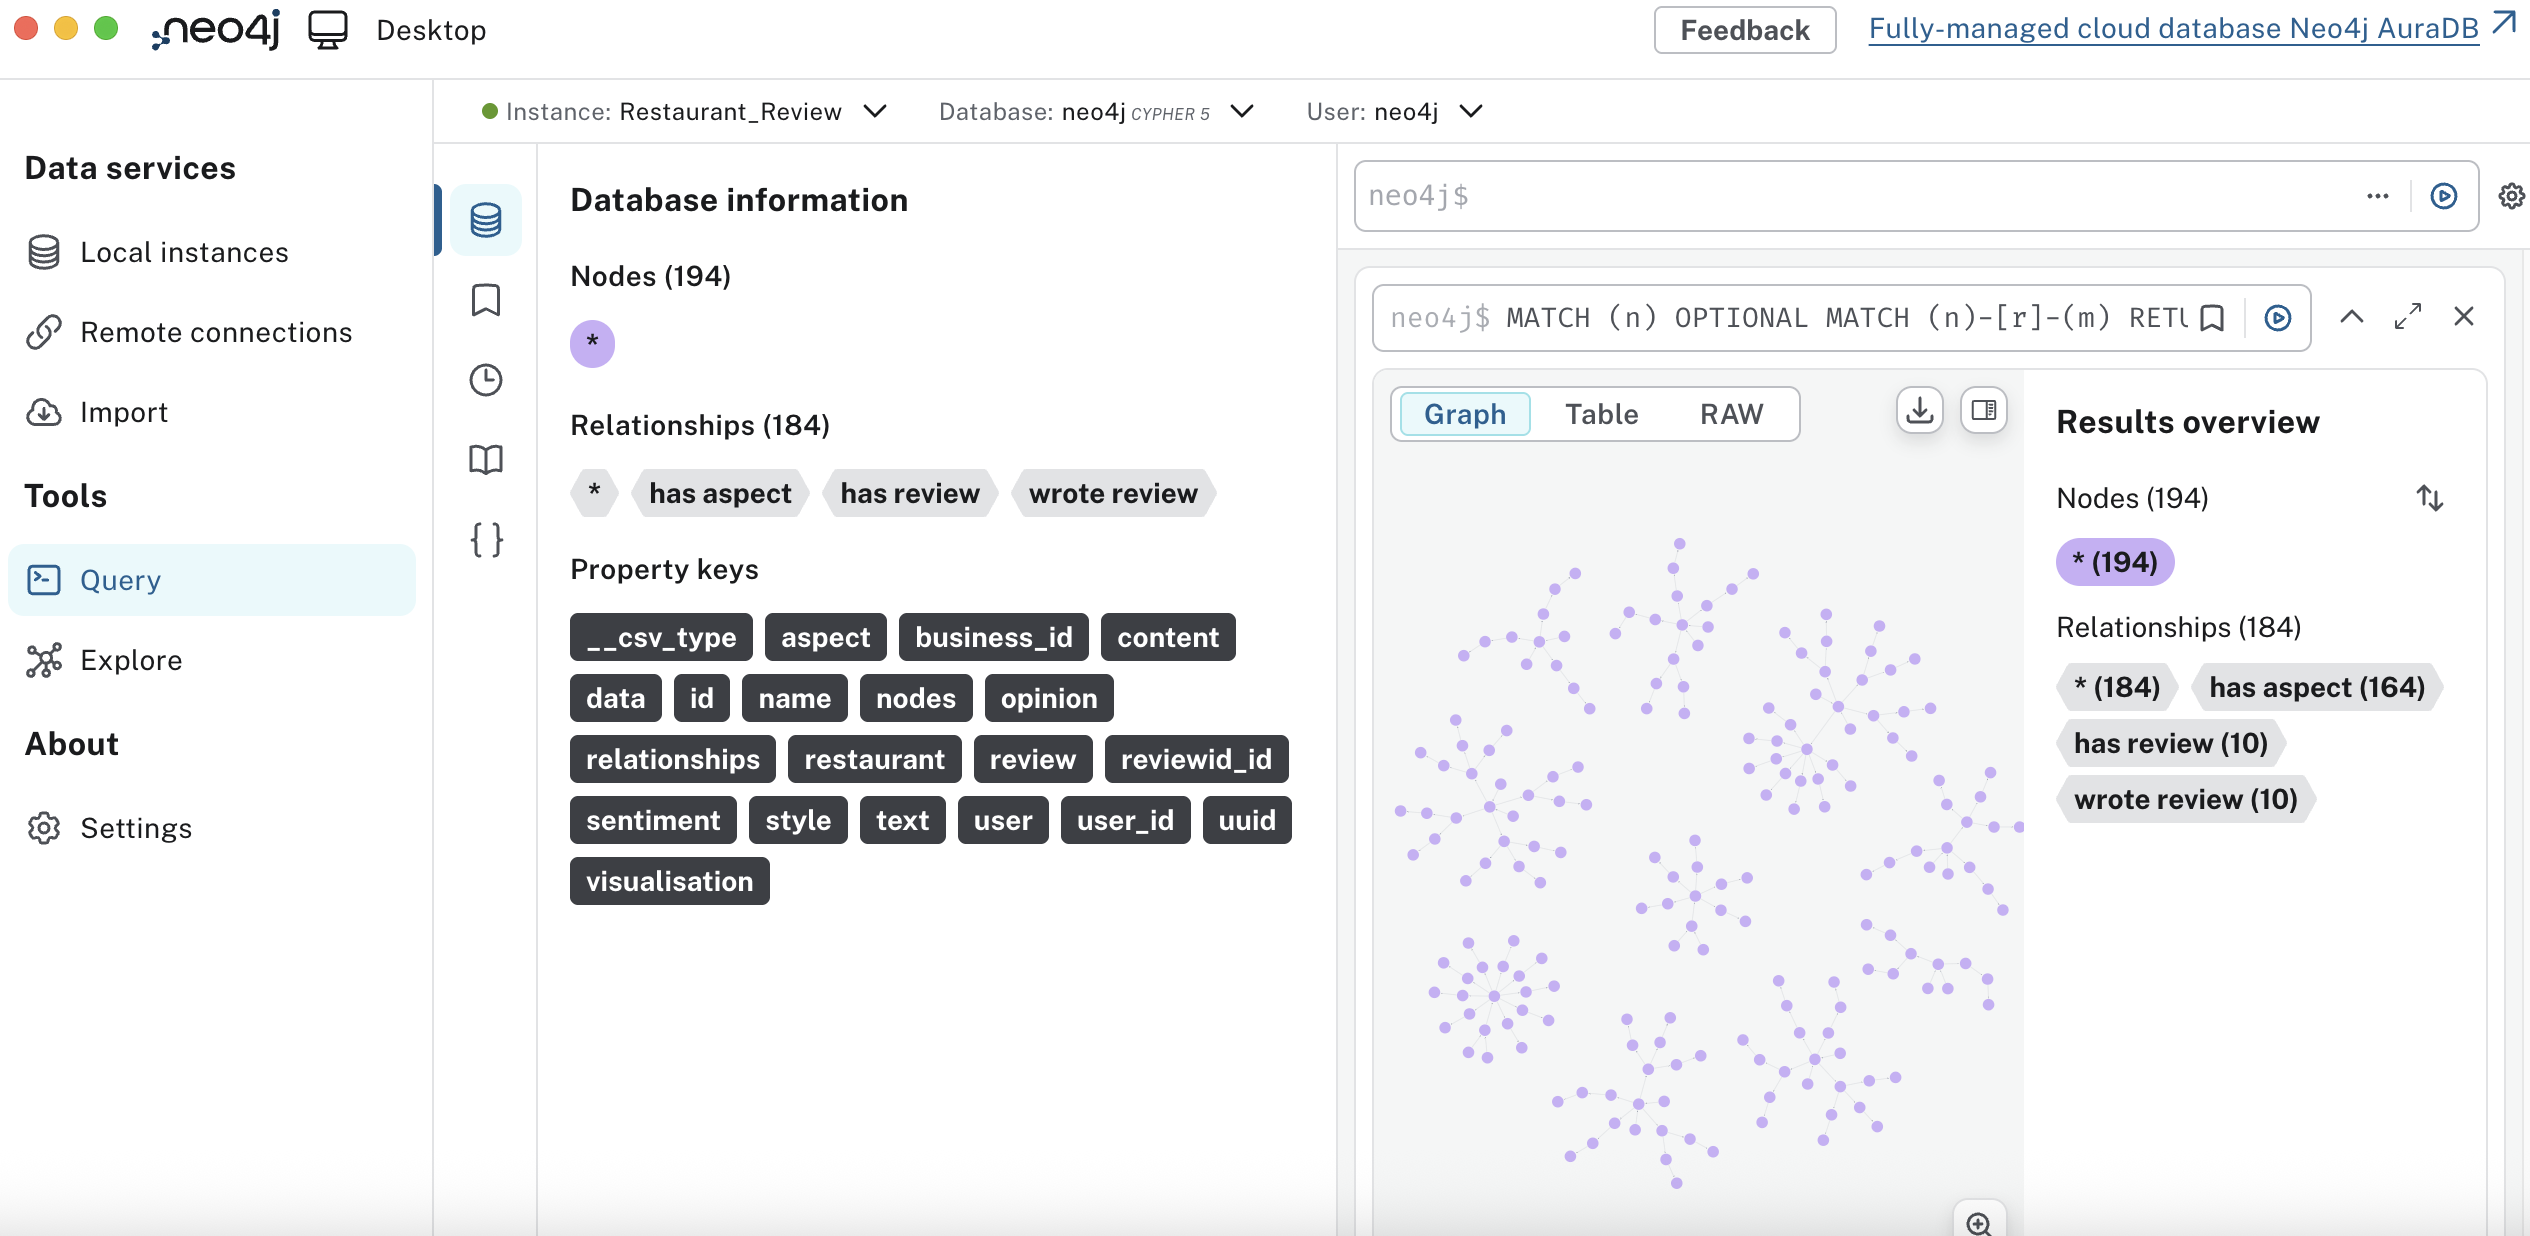 neo4j Desktop
Feedback
Fully-managed cloud database Neo4j AuraDB
Data services
Local instances
Remote connections
Import
Tools
Query
Explore
About
Settings
Instance: Restaurant_Review
Database: neo4j CYPHER 5
User: neo4j
Database information
Nodes (194)
*
Relationships (184)
* has aspect has review wrote review
Property keys
__csv_type aspect business_id content
data id name nodes opinion
relationships restaurant review reviewid_id
sentiment style text user user_id uuid
visualisation
neo4j$
neo4j$ MATCH (n) OPTIONAL MATCH (n)-[r]-(m) RETU
Graph Table RAW
Results overview
Nodes (194)
* (194)
Relationships (184)
* (184) has aspect (164)
has review (10)
wrote review (10)